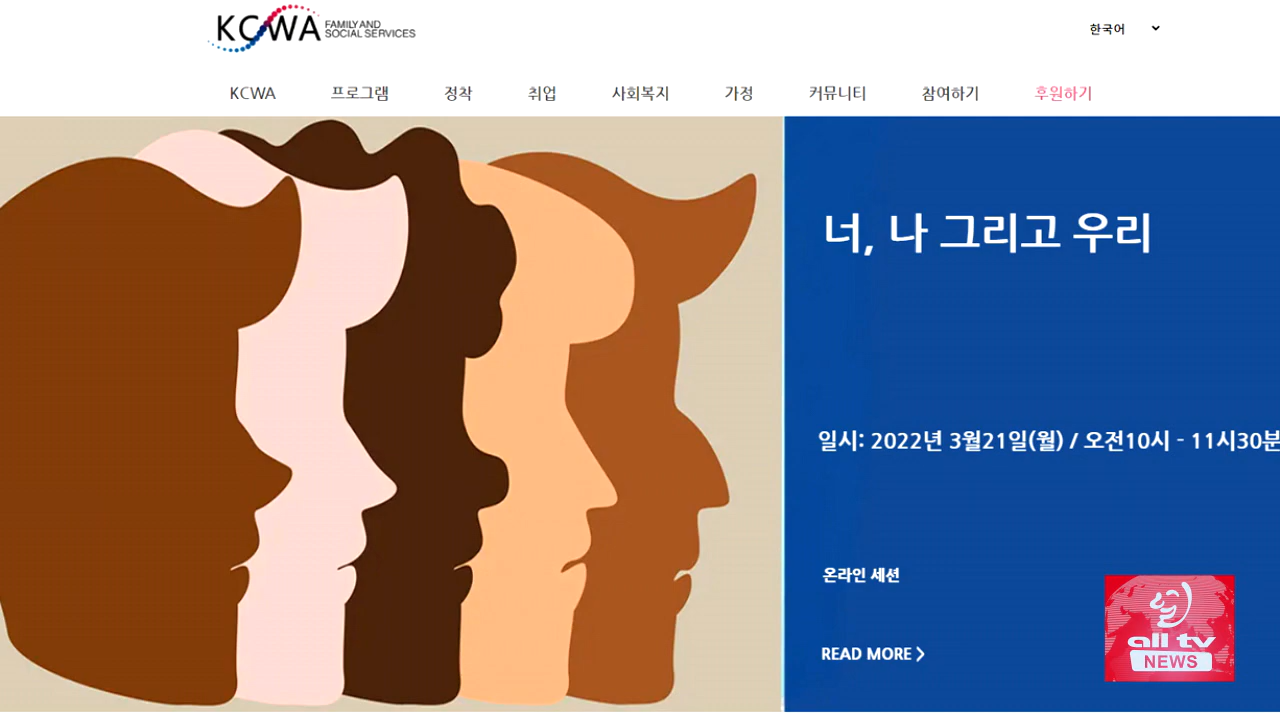 KCWA FAMILY AND
SOCIAL SERVICES
한국어
KCWA 프로그램 정착 취업 사회복지 가정 커뮤니티 참여하기 후원하기
너, 나 그리고 우리
일시: 2022년 3월21일(월) / 오전10시 - 11시30분
온라인 세션
READ MORE
all tv
NEWS